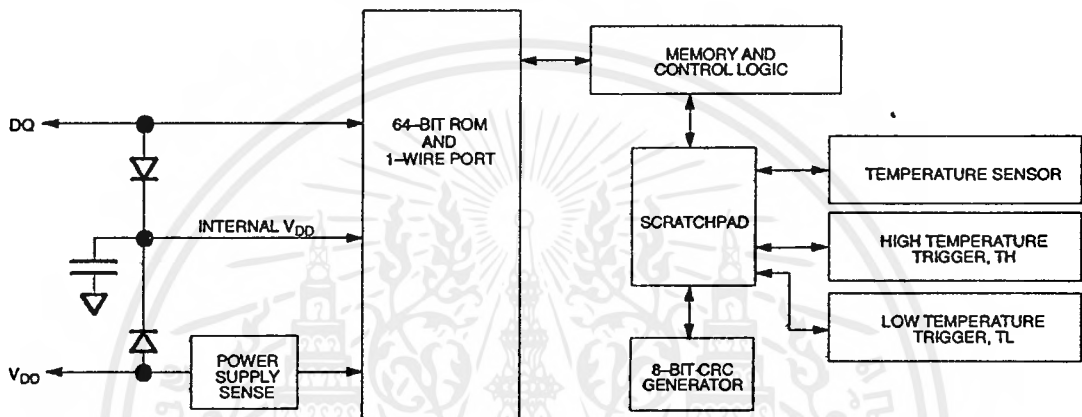 MEMORY AND
CONTROL LOGIC
DQ
64–BIT ROM
AND
1–WIRE PORT
TEMPERATURE SENSOR
SCRATCHPAD
INTERNAL VDD
HIGH TEMPERATURE
TRIGGER, TH
LOW TEMPERATURE
TRIGGER, TL
VDD
POWER
SUPPLY
SENSE
8–BIT CRC
GENERATOR